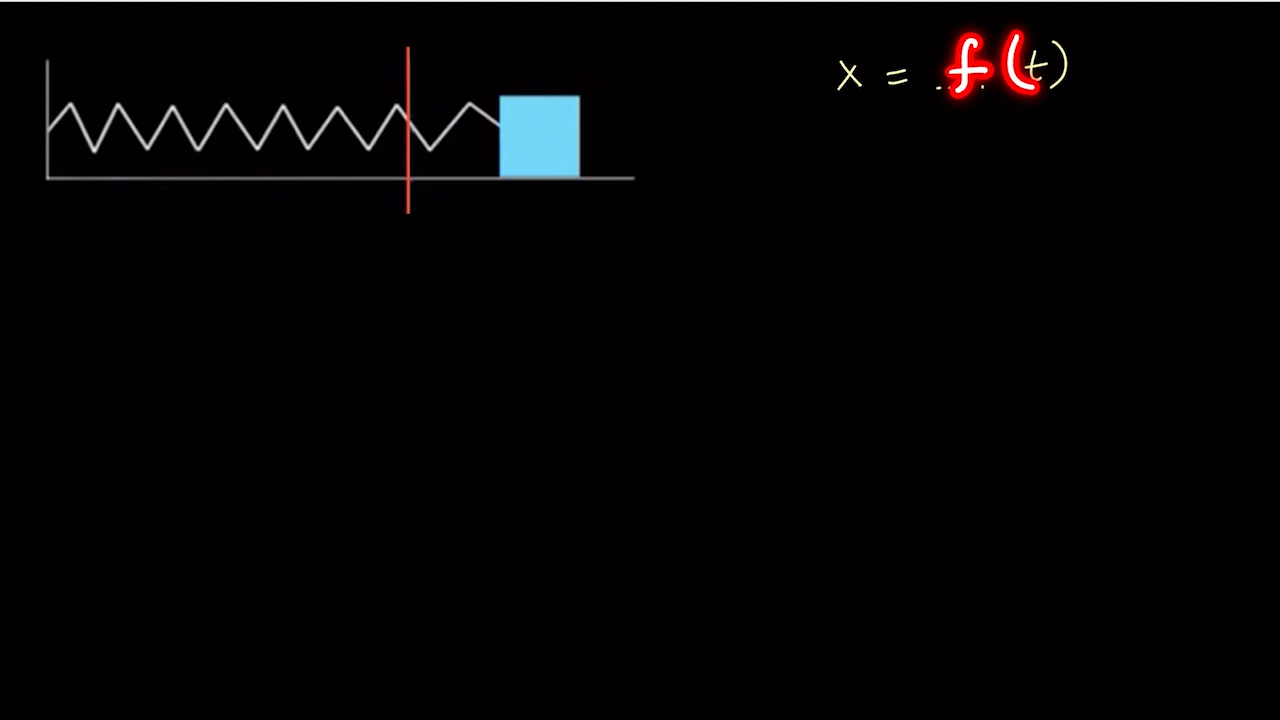 x = f(t)